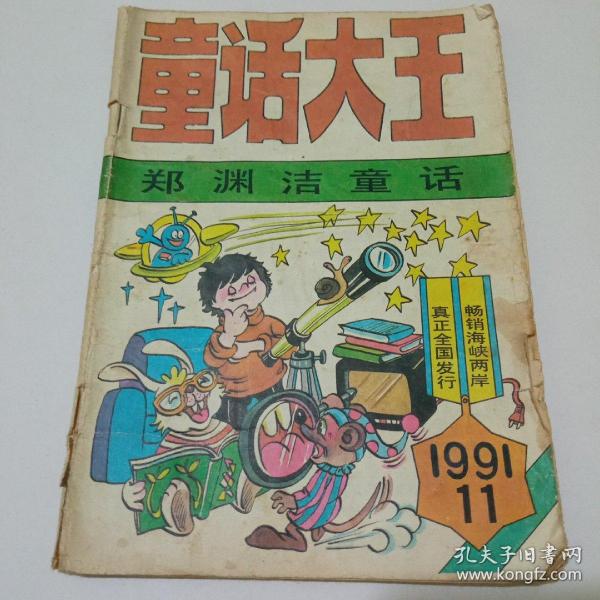 童话大王
郑渊洁童话
畅销海峡两岸
真正全国发行
1991
11
孔夫子旧书网
www.kongfz.com